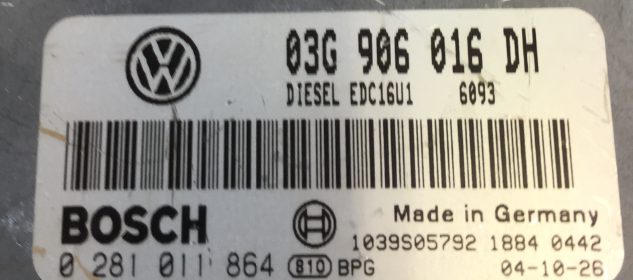 03G 906 016 DH
DIESEL EDC16U1 6093
BOSCH
Made in Germany
1039S05792 1884 0442
0 281 011 864 810 BPG 04-10-26